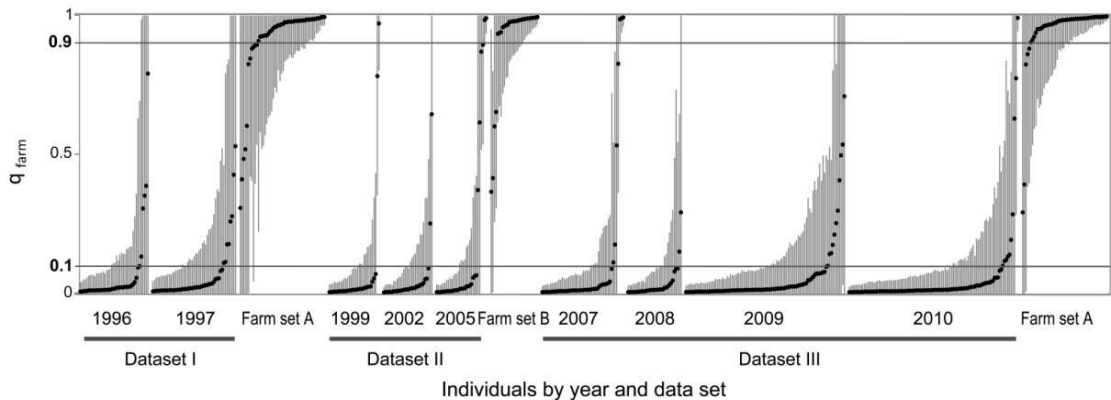 1
0.9
0.5
0.1
0
q farm
1996 1997 Farm set A 1999 2002 2005 Farm set B 2007 2008 2009 2010 Farm set A
Dataset I Dataset II Dataset III
Individuals by year and data set